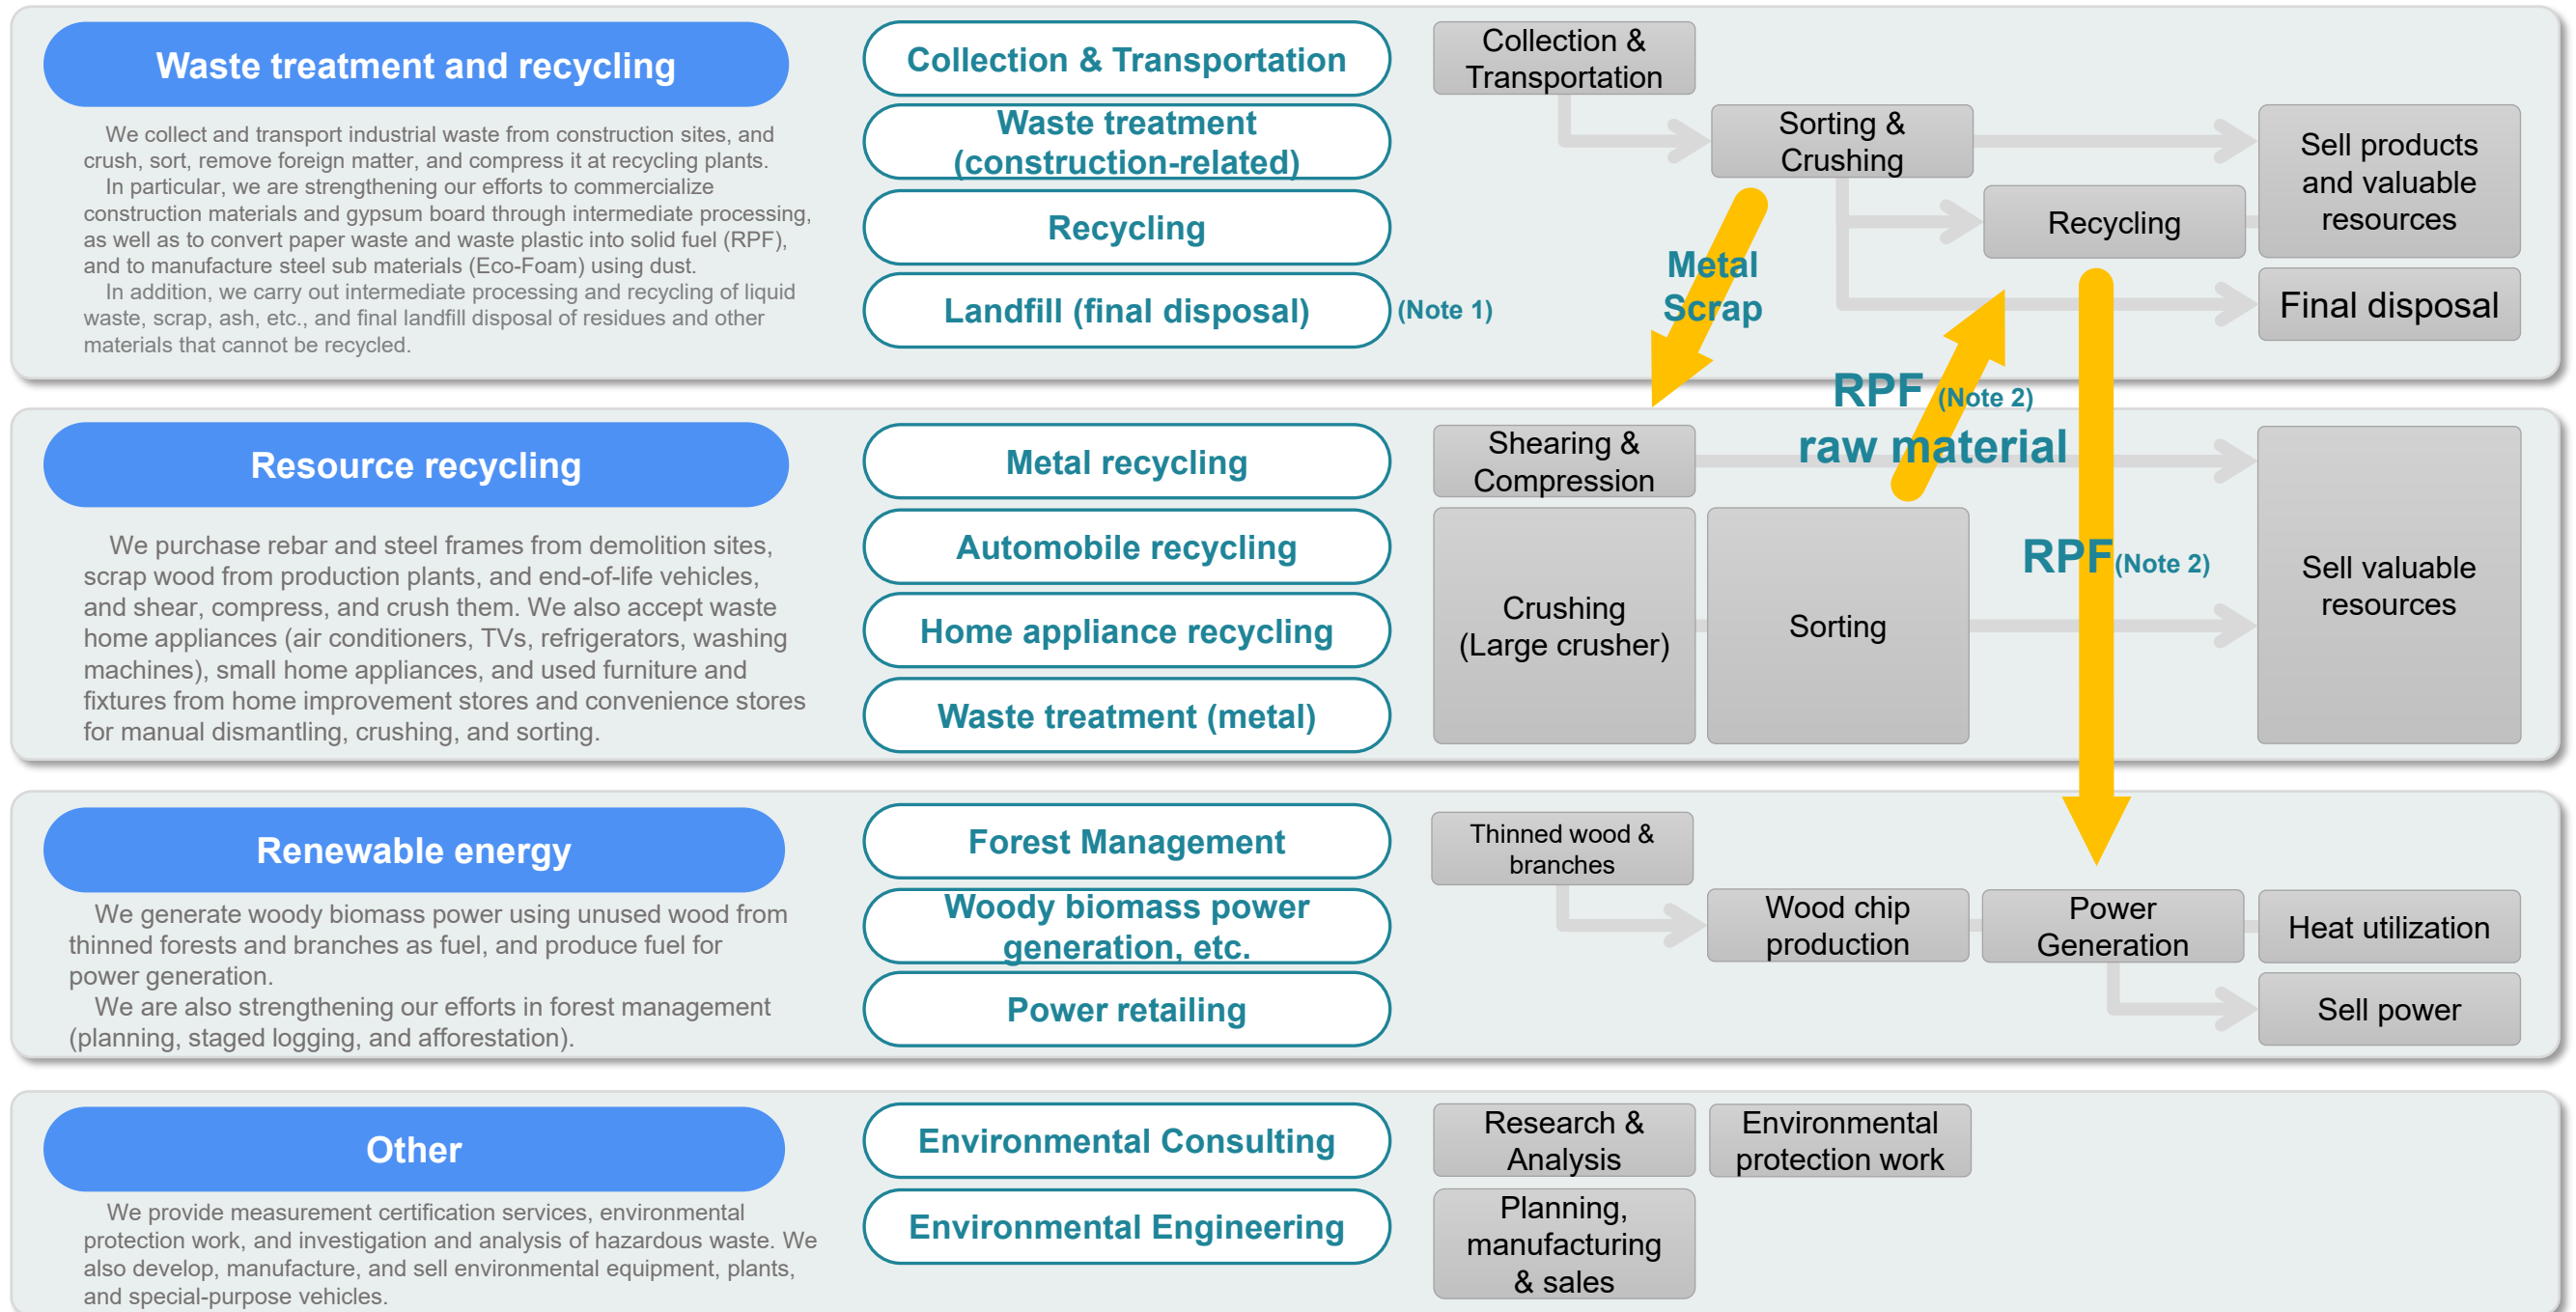 Waste treatment and recycling
We collect and transport industrial waste from construction sites, and
crush, sort, remove foreign matter, and compress it at recycling plants.
In particular, we are strengthening our efforts to commercialize
construction materials and gypsum board through intermediate processing,
as well as to convert paper waste and waste plastic into solid fuel (RPF),
and to manufacture steel sub materials (Eco-Foam) using dust.
In addition, we carry out intermediate processing and recycling of liquid
waste, scrap, ash, etc., and final landfill disposal of residues and other
materials that cannot be recycled.
Collection & Transportation
Waste treatment
(construction-related)
Recycling
Landfill (final disposal)
(Note 1)
Collection &
Transportation
Sorting &
Crushing
Recycling
Sell products
and valuable
resources
Final disposal
Metal
Scrap
RPF (Note 2)
raw material
Resource recycling
We purchase rebar and steel frames from demolition sites,
scrap wood from production plants, and end-of-life vehicles,
and shear, compress, and crush them. We also accept waste
home appliances (air conditioners, TVs, refrigerators, washing
machines), small home appliances, and used furniture and
fixtures from home improvement stores and convenience stores
for manual dismantling, crushing, and sorting.
Metal recycling
Automobile recycling
Home appliance recycling
Waste treatment (metal)
Shearing &
Compression
Crushing
(Large crusher)
Sorting
RPF(Note 2)
Sell valuable
resources
Renewable energy
We generate woody biomass power using unused wood from
thinned forests and branches as fuel, and produce fuel for
power generation.
We are also strengthening our efforts in forest management
(planning, staged logging, and afforestation).
Forest Management
Woody biomass power
generation, etc.
Power retailing
Thinned wood &
branches
Wood chip
production
Power
Generation
Heat utilization
Sell power
Other
We provide measurement certification services, environmental
protection work, and investigation and analysis of hazardous waste. We
also develop, manufacture, and sell environmental equipment, plants,
and special-purpose vehicles.
Environmental Consulting
Environmental Engineering
Research &
Analysis
Environmental
protection work
Planning,
manufacturing
& sales